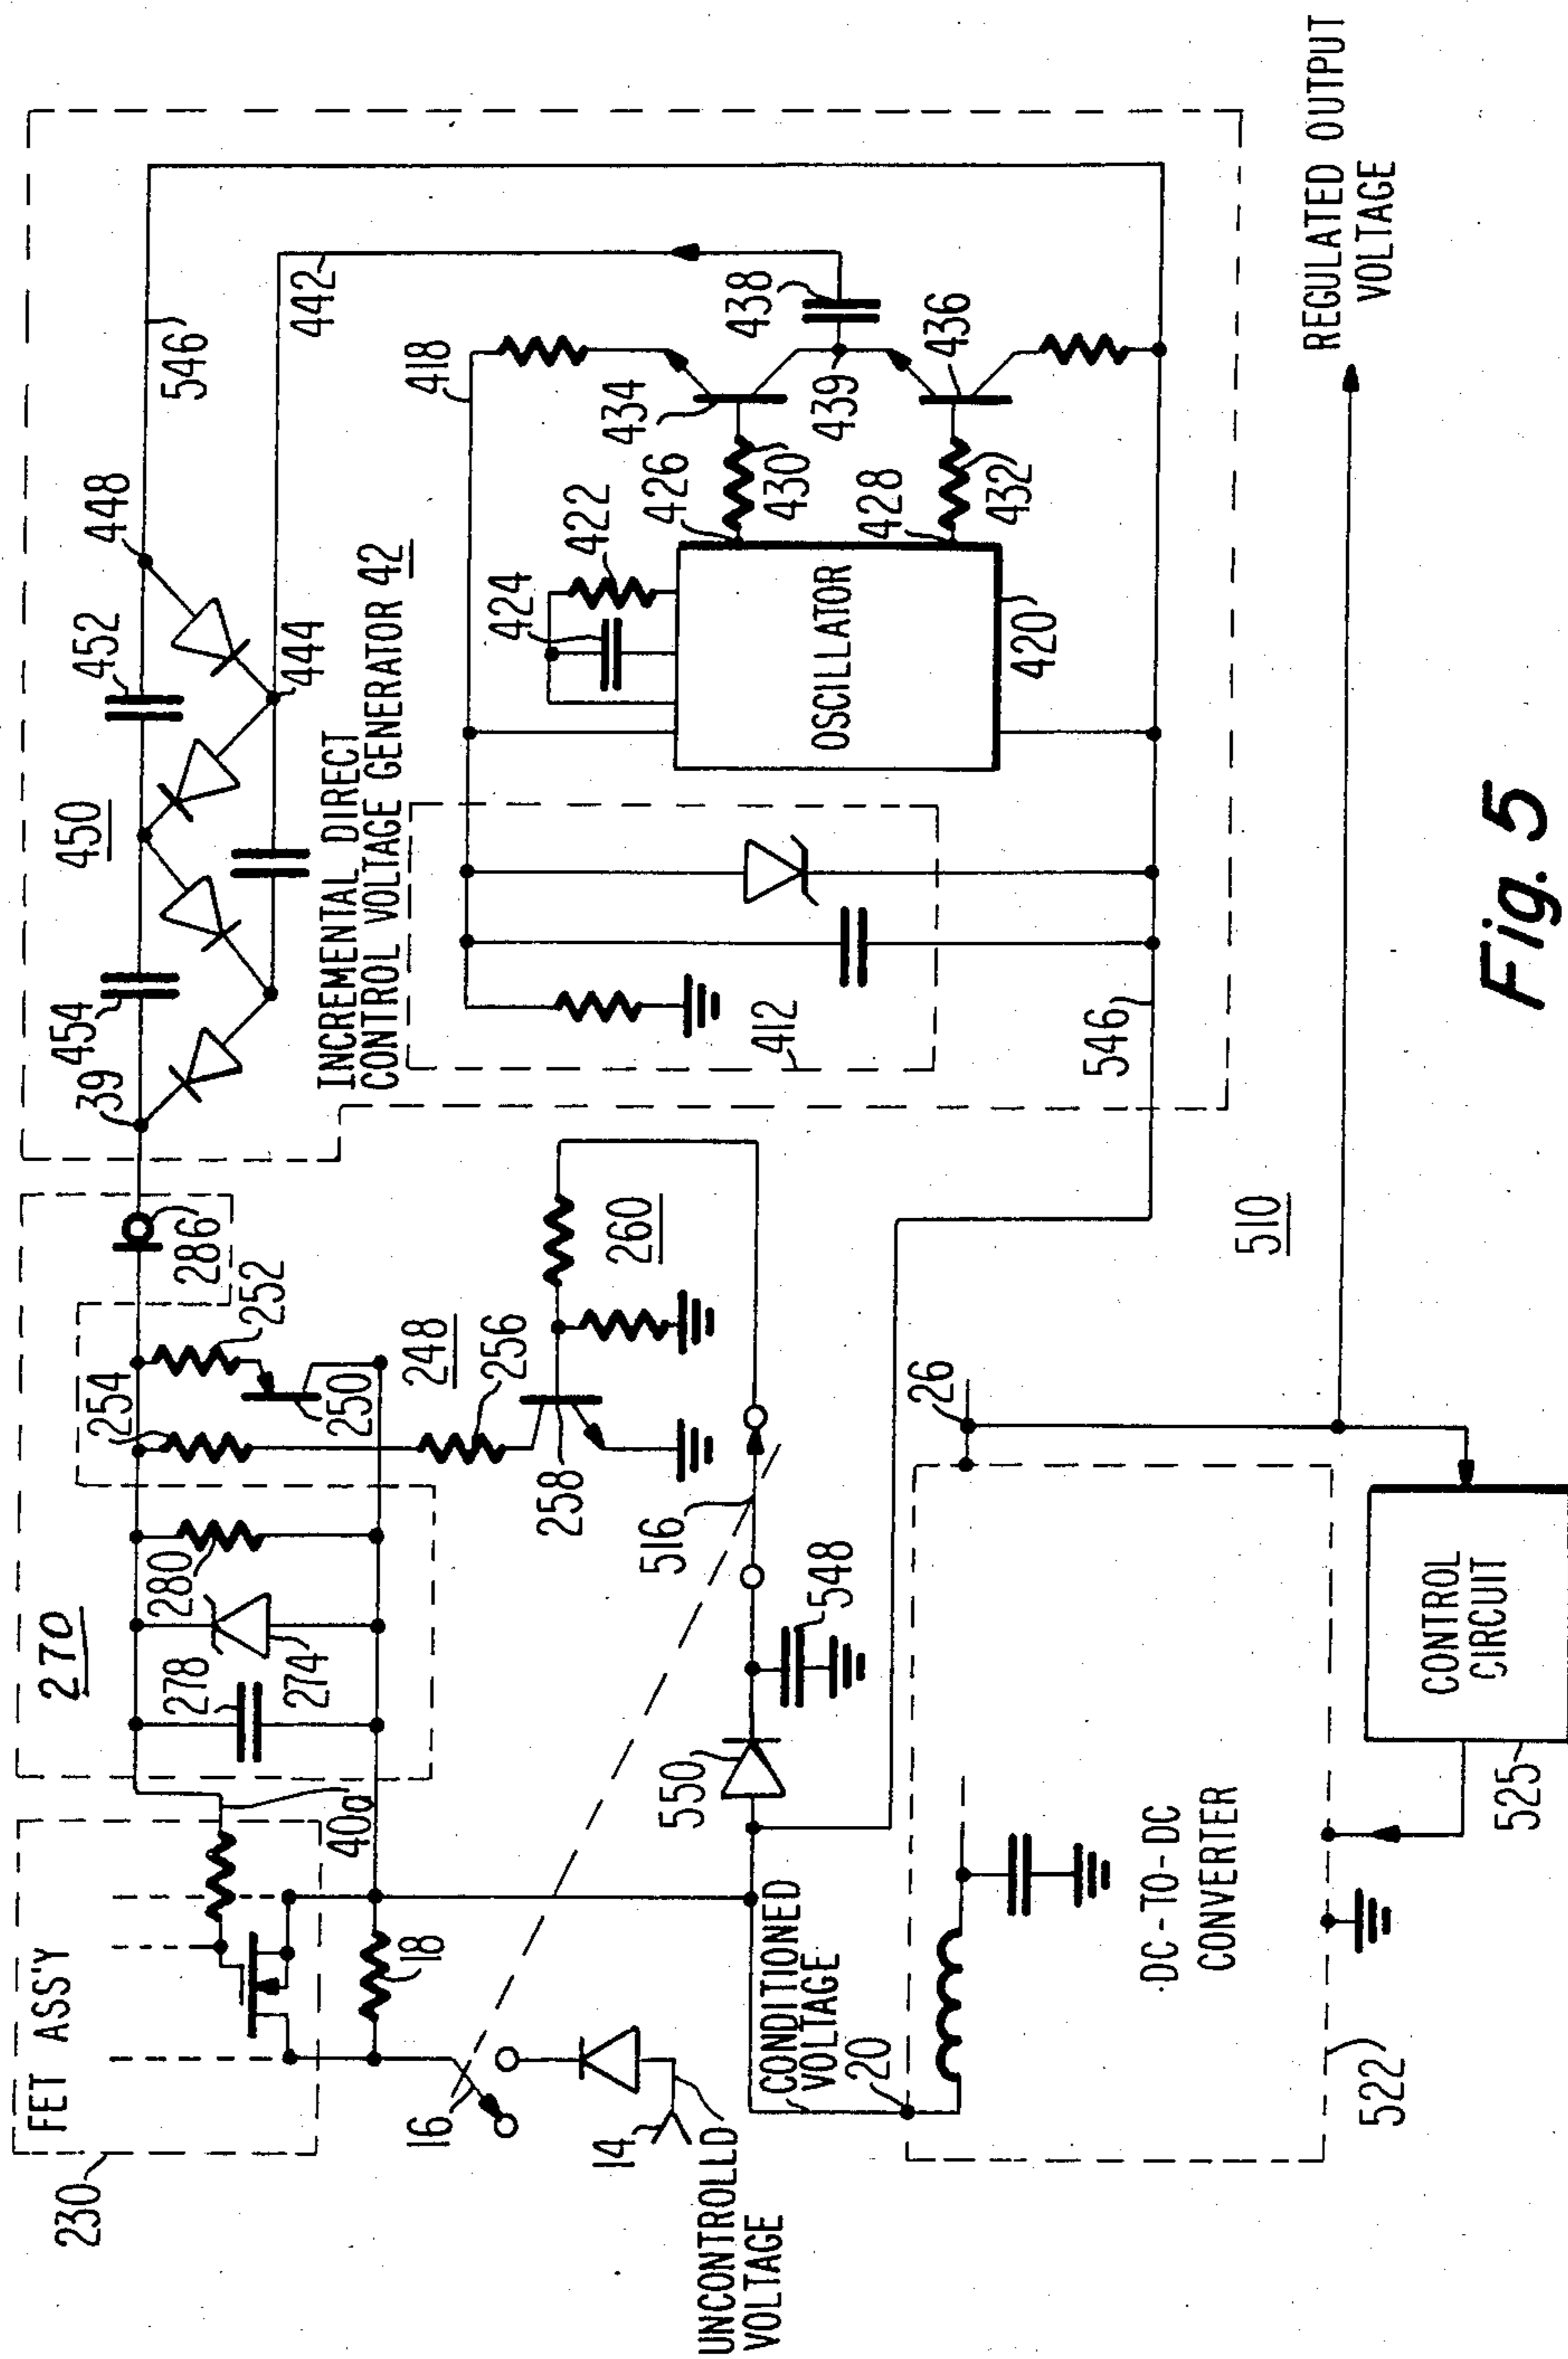 FET ASS'Y
230
270
278
280
274
254
252
250
286
248
256
258
260
40a
18
16
14
UNCONTROLLD
VOLTAGE
CONDITIONED
VOLTAGE
20
550
548
516
26
DC-TO-DC
CONVERTER
522
CONTROL
CIRCUIT
525
510
REGULATED OUTPUT
VOLTAGE
39
454
450
452
448
546
444
442
INCREMENTAL DIRECT
CONTROL VOLTAGE GENERATOR 42
412
418
424
422
426
430
434
438
439
436
428
432
OSCILLATOR
420
546
Fig. 5